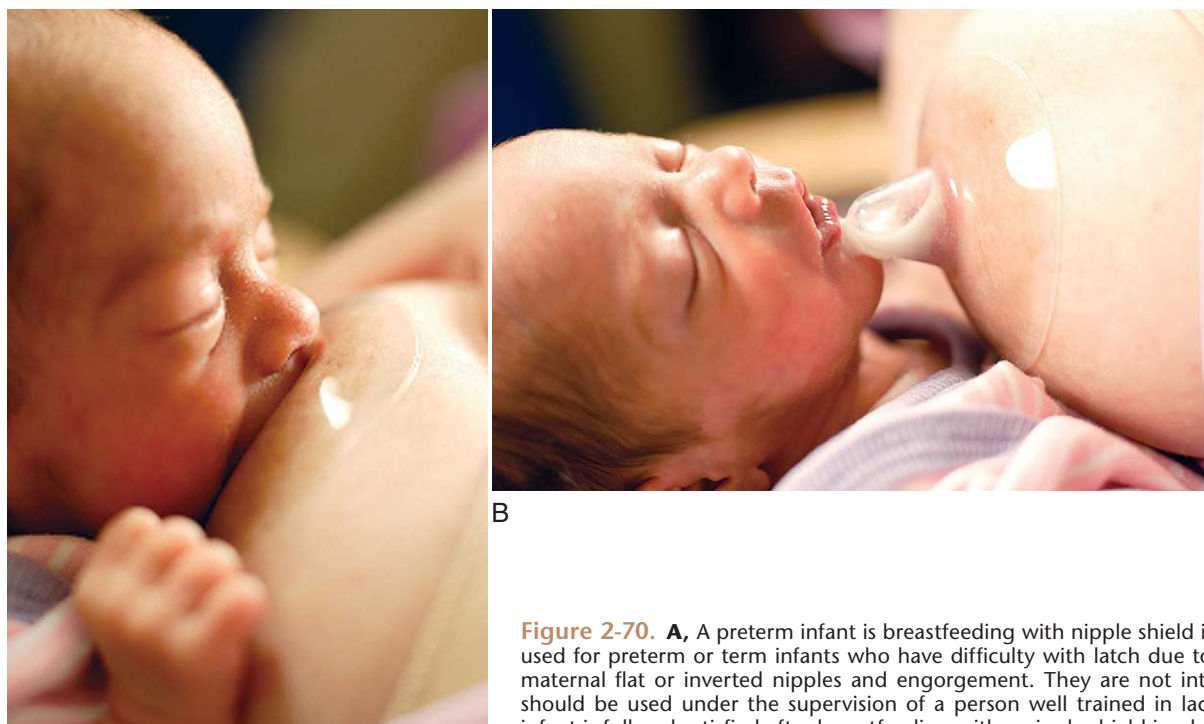 B
Figure 2-70. A, A preterm infant is breastfeeding with nipple shield
used for preterm or term infants who have difficulty with latch due to
maternal flat or inverted nipples and engorgement. They are not
should be used under the supervision of a person well trained in